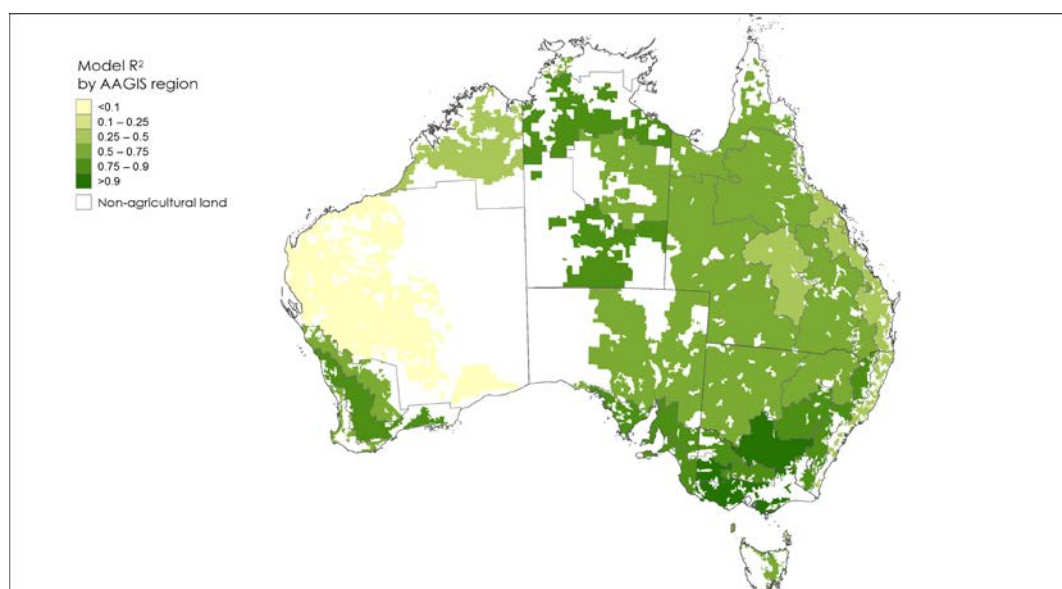 Model R²
by AAGIS region
<0.1
0.1 – 0.25
0.25 – 0.5
0.5 – 0.75
0.75 – 0.9
>0.9
Non-agricultural land